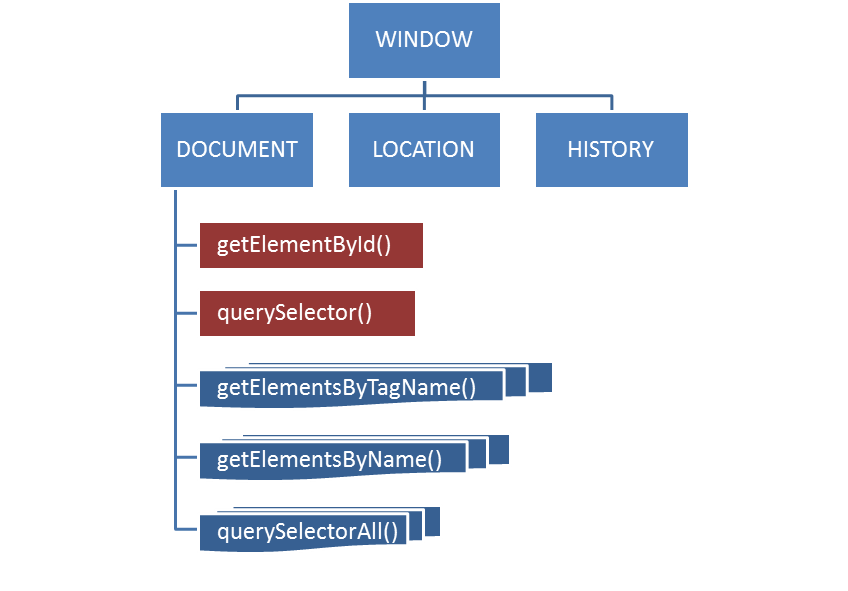 WINDOW
DOCUMENT
LOCATION
HISTORY
getElementById()
querySelector()
getElementsByTagName()
getElementsByName()
querySelectorAll()